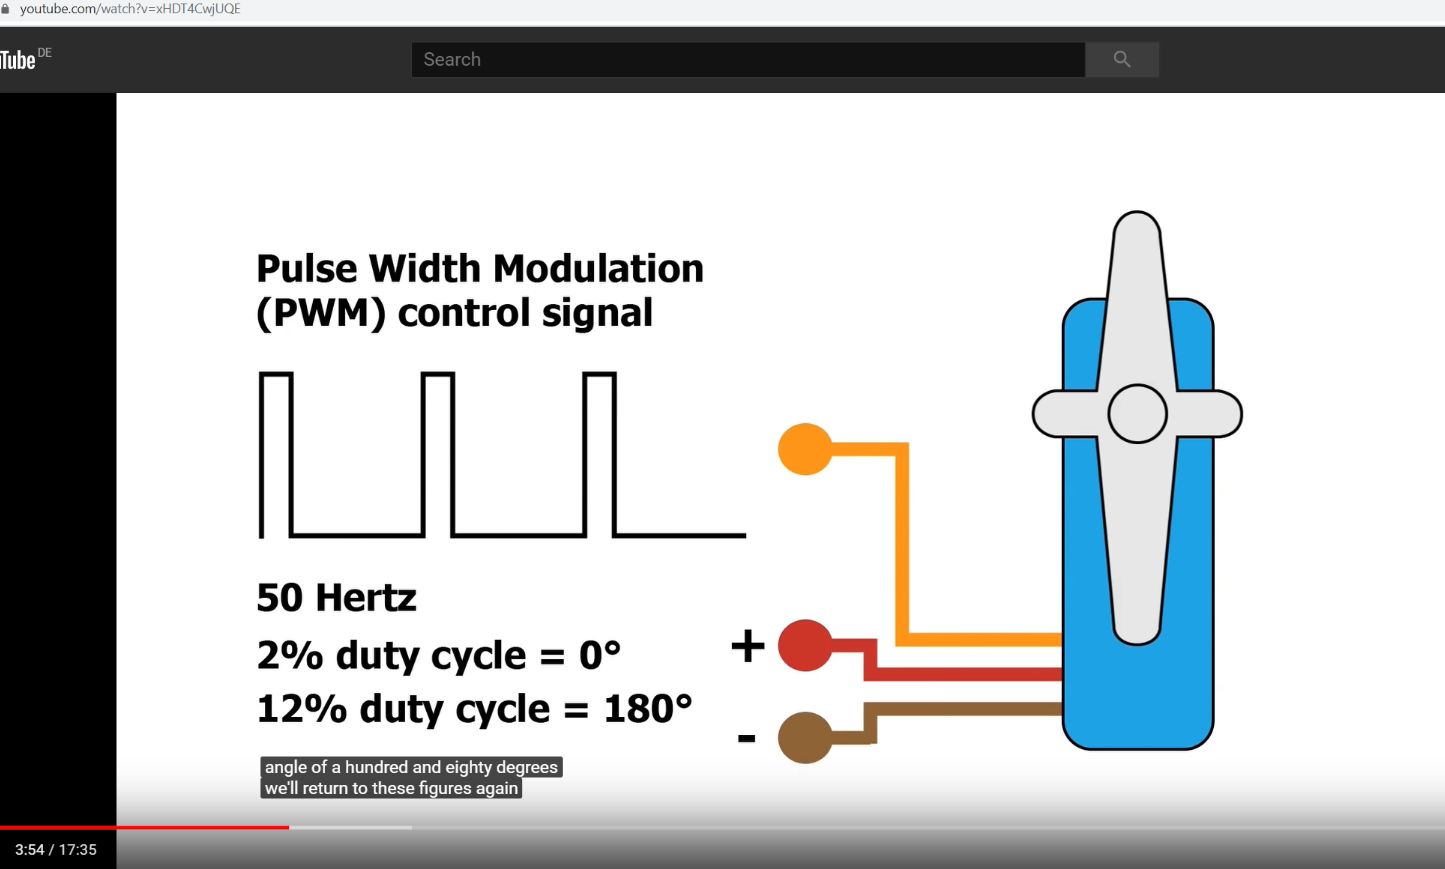 youtube.com/watch?v=xHDT4CwjUQE
Tube DE
Search
Pulse Width Modulation
(PWM) control signal
50 Hertz
2% duty cycle = 0°
12% duty cycle = 180°
+
-
angle of a hundred and eighty degrees
we'll return to these figures again
3:54 / 17:35